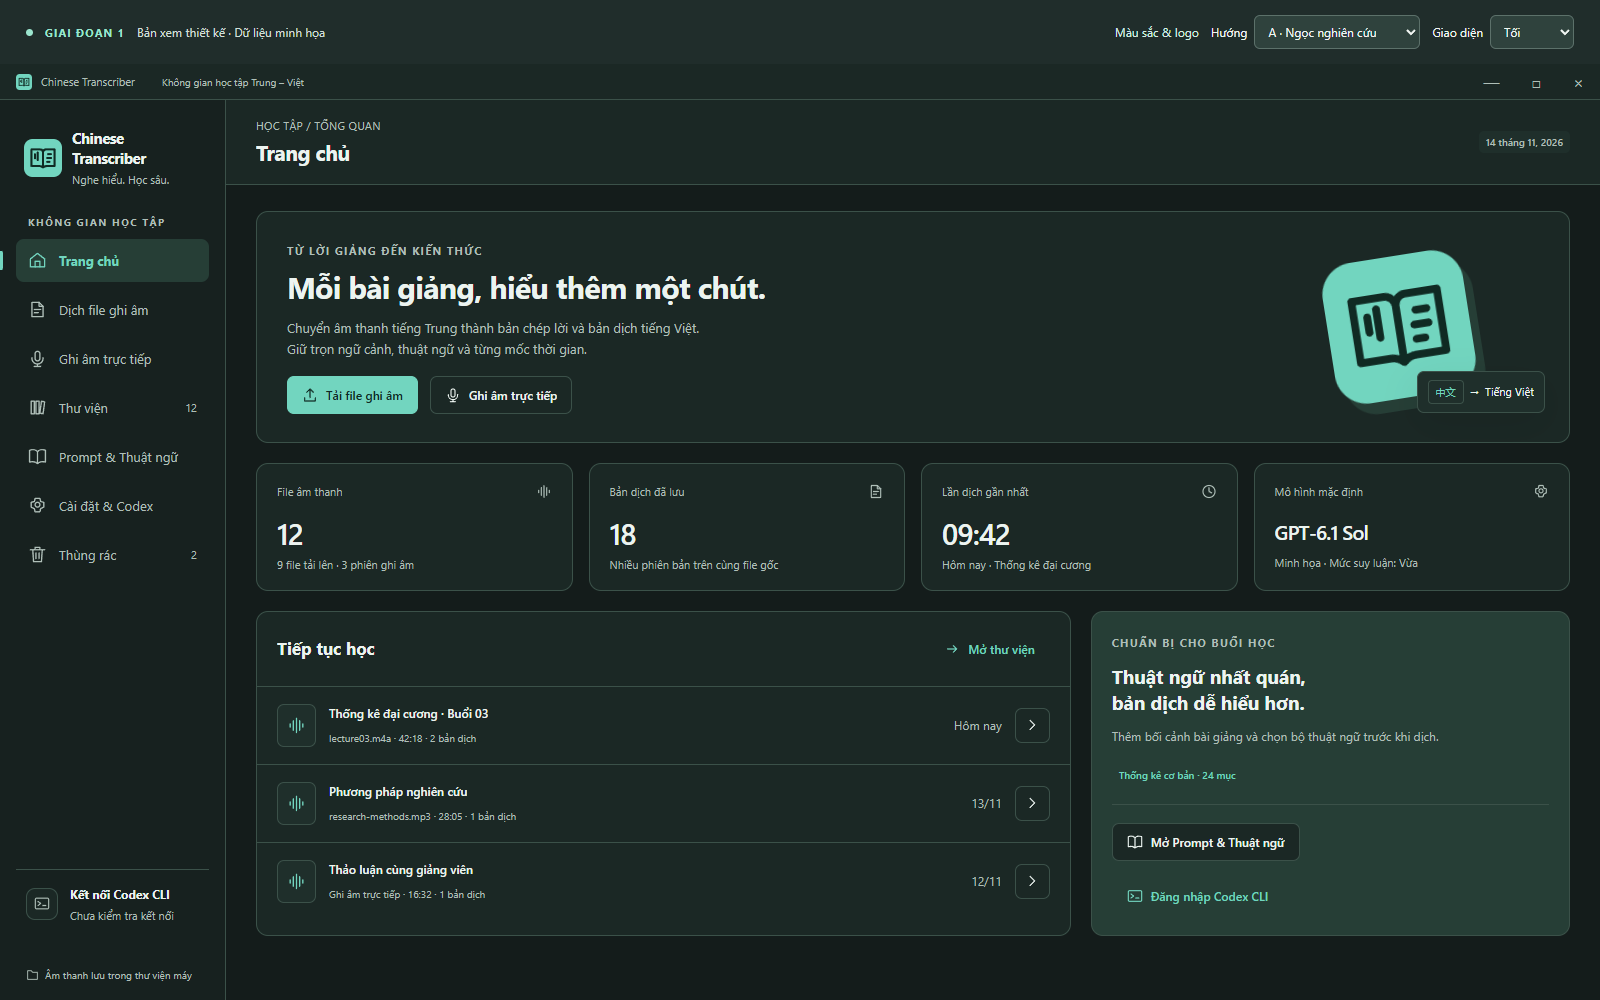 GIAI ĐOẠN 1 Bản xem thiết kế · Dữ liệu minh họa
Màu sắc & logo Hướng A · Ngọc nghiên cứu Giao diện Tối
Chinese Transcriber Không gian học tập Trung – Việt
Chinese
Transcriber
Nghe hiểu. Học sâu.
KHÔNG GIAN HỌC TẬP
Trang chủ
Dịch file ghi âm
Ghi âm trực tiếp
Thư viện 12
Prompt & Thuật ngữ
Cài đặt & Codex
Thùng rác 2
Kết nối Codex CLI
Chưa kiểm tra kết nối
Âm thanh lưu trong thư viện máy
HỌC TẬP / TỔNG QUAN
Trang chủ
14 tháng 11, 2026
TỪ LỜI GIẢNG ĐẾN KIẾN THỨC
Mỗi bài giảng, hiểu thêm một chút.
Chuyển âm thanh tiếng Trung thành bản chép lời và bản dịch tiếng Việt.
Giữ trọn ngữ cảnh, thuật ngữ và từng mốc thời gian.
Tải file ghi âm
Ghi âm trực tiếp
中文 → Tiếng Việt
File âm thanh
12
9 file tải lên · 3 phiên ghi âm
Bản dịch đã lưu
18
Nhiều phiên bản trên cùng file gốc
Lần dịch gần nhất
09:42
Hôm nay · Thống kê đại cương
Mô hình mặc định
GPT-6.1 Sol
Minh họa · Mức suy luận: Vừa
Tiếp tục học
Mở thư viện
Thống kê đại cương · Buổi 03
lecture03.m4a · 42:18 · 2 bản dịch
Hôm nay
Phương pháp nghiên cứu
research-methods.mp3 · 28:05 · 1 bản dịch
13/11
Thảo luận cùng giảng viên
Ghi âm trực tiếp · 16:32 · 1 bản dịch
12/11
CHUẨN BỊ CHO BUỔI HỌC
Thuật ngữ nhất quán,
bản dịch dễ hiểu hơn.
Thêm bối cảnh bài giảng và chọn bộ thuật ngữ trước khi dịch.
Thống kê cơ bản · 24 mục
Mở Prompt & Thuật ngữ
Đăng nhập Codex CLI